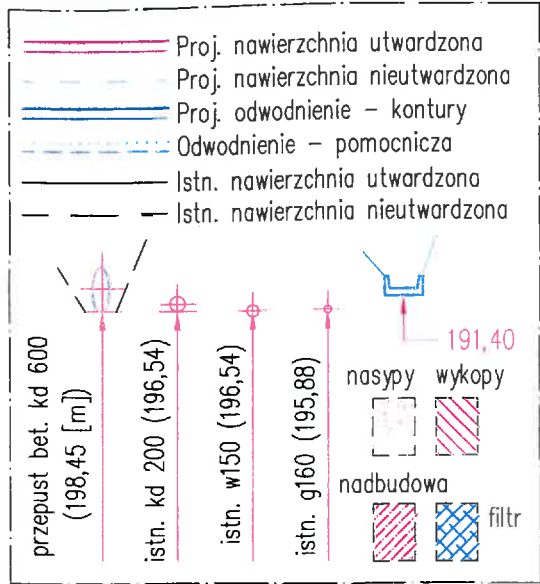 Proj. nawierzchnia utwardzona
Proj. nawierzchnia nieutwardzona
Proj. odwodnienie – kontury
Odwodnienie – pomocnicza
Istn. nawierzchnia utwardzona
Istn. nawierzchnia nieutwardzona
przepust bet. kd 600
(198,45 [m])
istn. kd 200 (196,54)
istn. w150 (196,54)
istn. g160 (195,88)
191,40
nasypy wykopy
nadbudowa
filtr